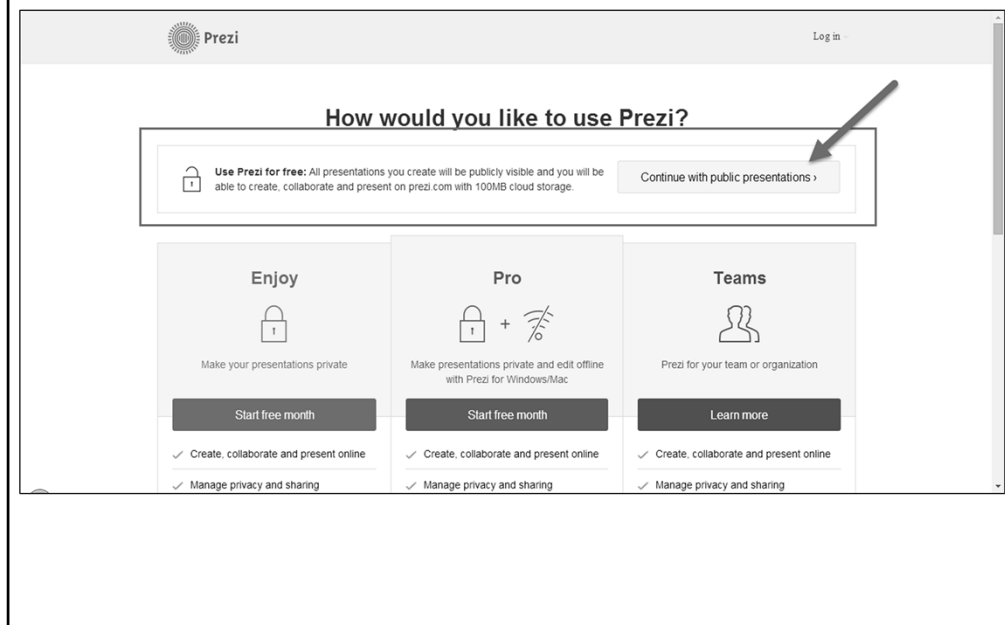 Prezi
Log in
How would you like to use Prezi?
Use Prezi for free: All presentations you create will be publicly visible and you will be
able to create, collaborate and present on prezi.com with 100MB cloud storage.
Continue with public presentations ›
Enjoy
Pro
Teams
+
Make your presentations private
Make presentations private and edit offline
with Prezi for Windows/Mac
Prezi for your team or organization
Start free month
Start free month
Learn more
Create, collaborate and present online
Create, collaborate and present online
Create, collaborate and present online
Manage privacy and sharing
Manage privacy and sharing
Manage privacy and sharing